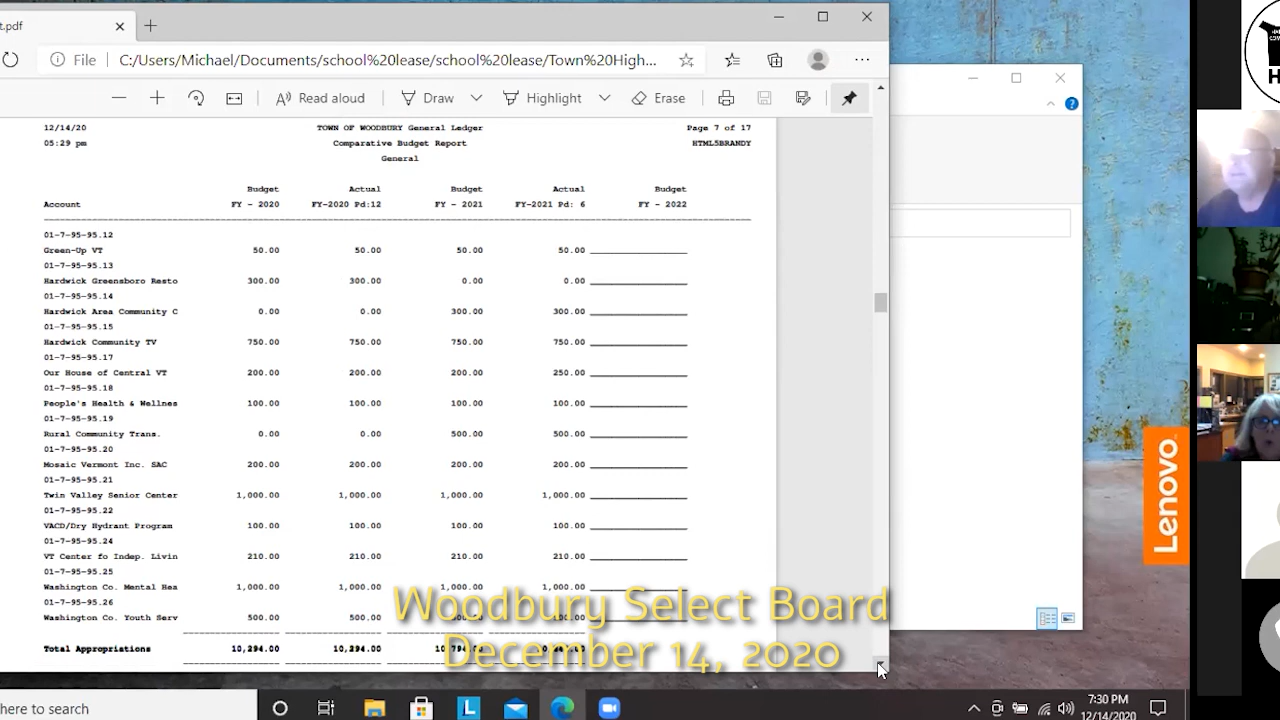 t.pdf
File C:/Users/Michael/Documents/school%20lease/school%20lease/Town%20High...
Read aloud Draw Highlight Erase
12/14/20 TOWN OF WOODBURY General Ledger Page 7 of 17
05:29 pm Comparative Budget Report HTML5BRANDY
General
Budget Actual Budget Actual Budget
Account FY - 2020 FY-2020 Pd:12 FY - 2021 FY-2021 Pd: 6 FY - 2022
01-7-95-95.12
Green-Up VT 50.00 50.00 50.00 50.00
01-7-95-95.13
Hardwick Greensboro Resto 300.00 300.00 0.00 0.00
01-7-95-95.14
Hardwick Area Community C 0.00 0.00 300.00 300.00
01-7-95-95.15
Hardwick Community TV 750.00 750.00 750.00 750.00
01-7-95-95.17
Our House of Central VT 200.00 200.00 200.00 250.00
01-7-95-95.18
People's Health & Wellnes 100.00 100.00 100.00 100.00
01-7-95-95.19
Rural Community Trans. 0.00 0.00 500.00 500.00
01-7-95-95.20
Mosaic Vermont Inc. SAC 200.00 200.00 200.00 200.00
01-7-95-95.21
Twin Valley Senior Center 1,000.00 1,000.00 1,000.00 1,000.00
01-7-95-95.22
VACD/Dry Hydrant Program 100.00 100.00 100.00 100.00
01-7-95-95.24
VT Center fo Indep. Livin 210.00 210.00 210.00 210.00
01-7-95-95.25
Washington Co. Mental Hea 1,000.00 1,000.00 1,000.00 1,000.00
01-7-95-95.26
Washington Co. Youth Serv 500.00 500.00
Total Appropriations 10,294.00 10,294.00
Woodbury Select Board
December 14, 2020
Lenovo
H
here to search
L
7:30 PM
12/14/2020